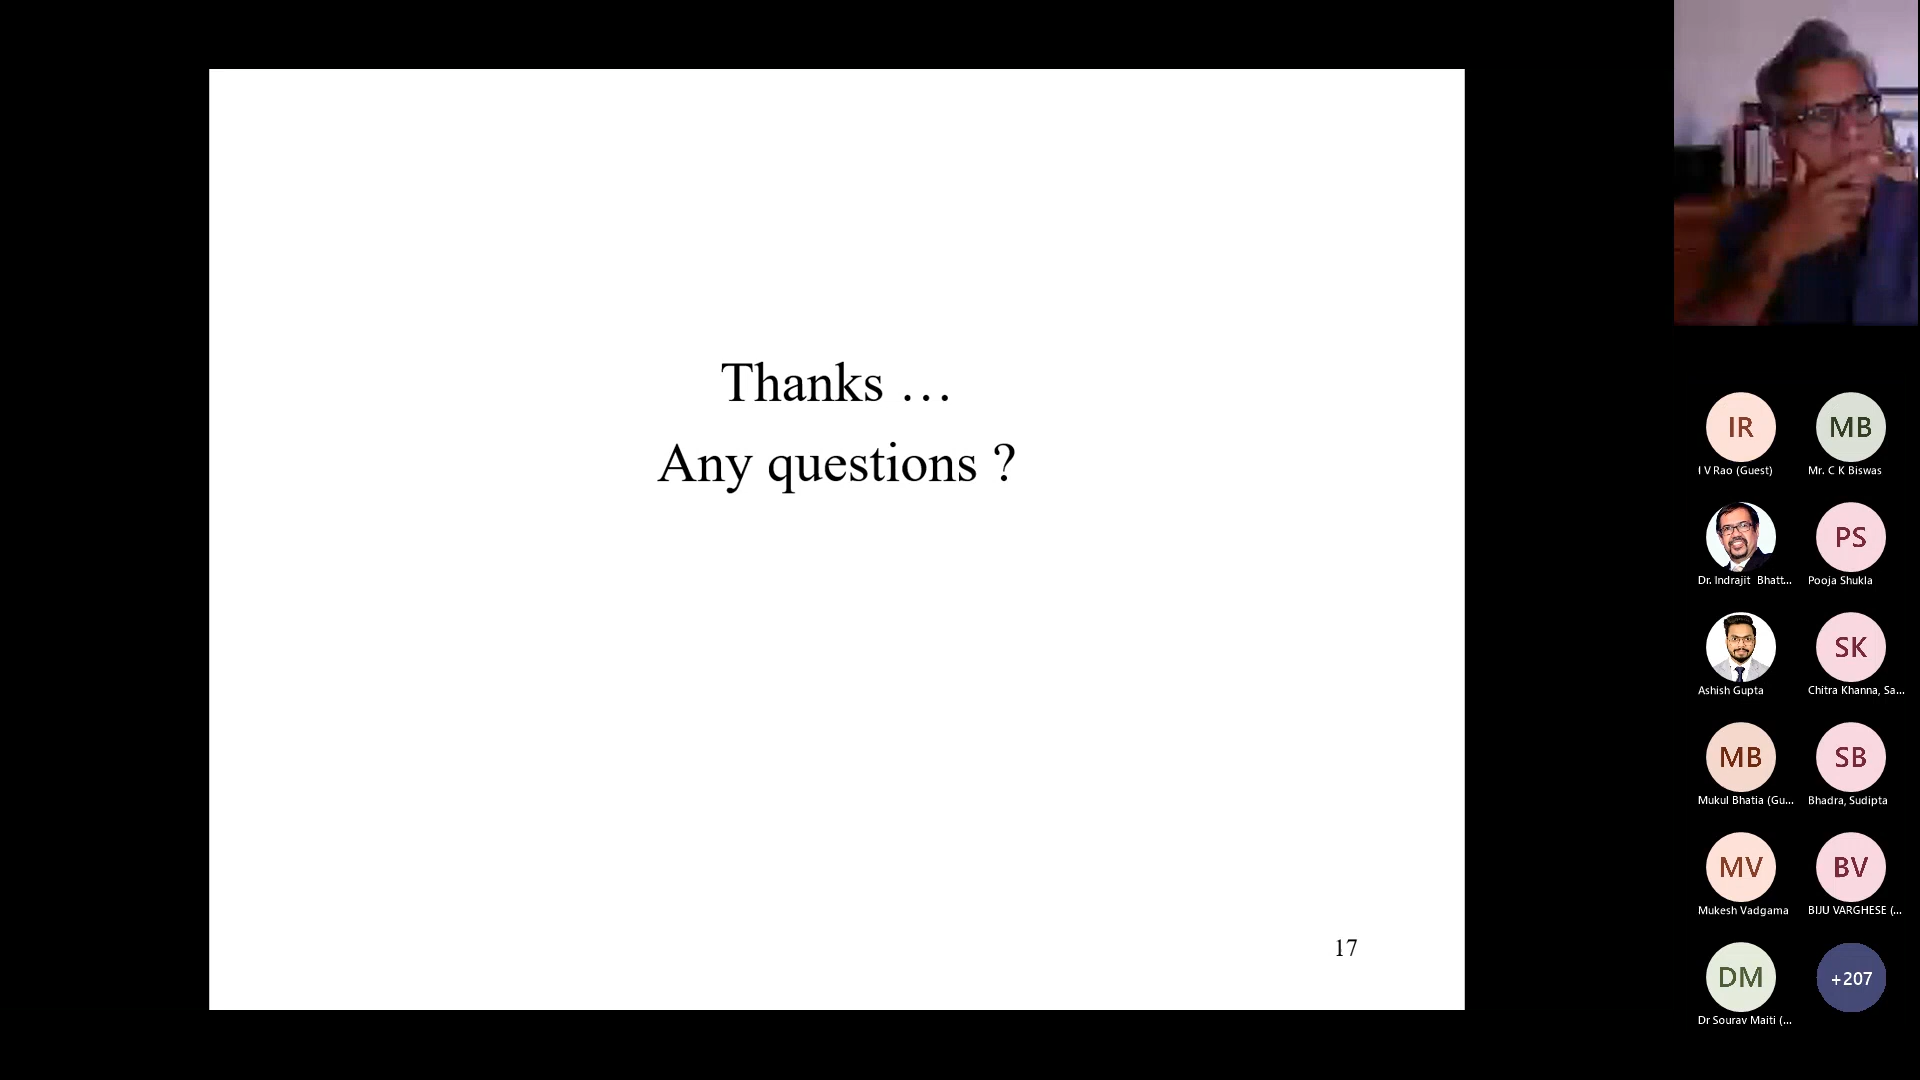 Thanks …
Any questions ?
17
IR
I V Rao (Guest)
MB
Mr. C K Biswas
Dr. Indrajit Bhatt...
PS
Pooja Shukla
Ashish Gupta
SK
Chitra Khanna, Sa...
MB
Mukul Bhatia (Gu...
SB
Bhadra, Sudipta
MV
Mukesh Vadgama
BV
BIJU VARGHESE (...
DM
Dr Sourav Maiti (...
+207